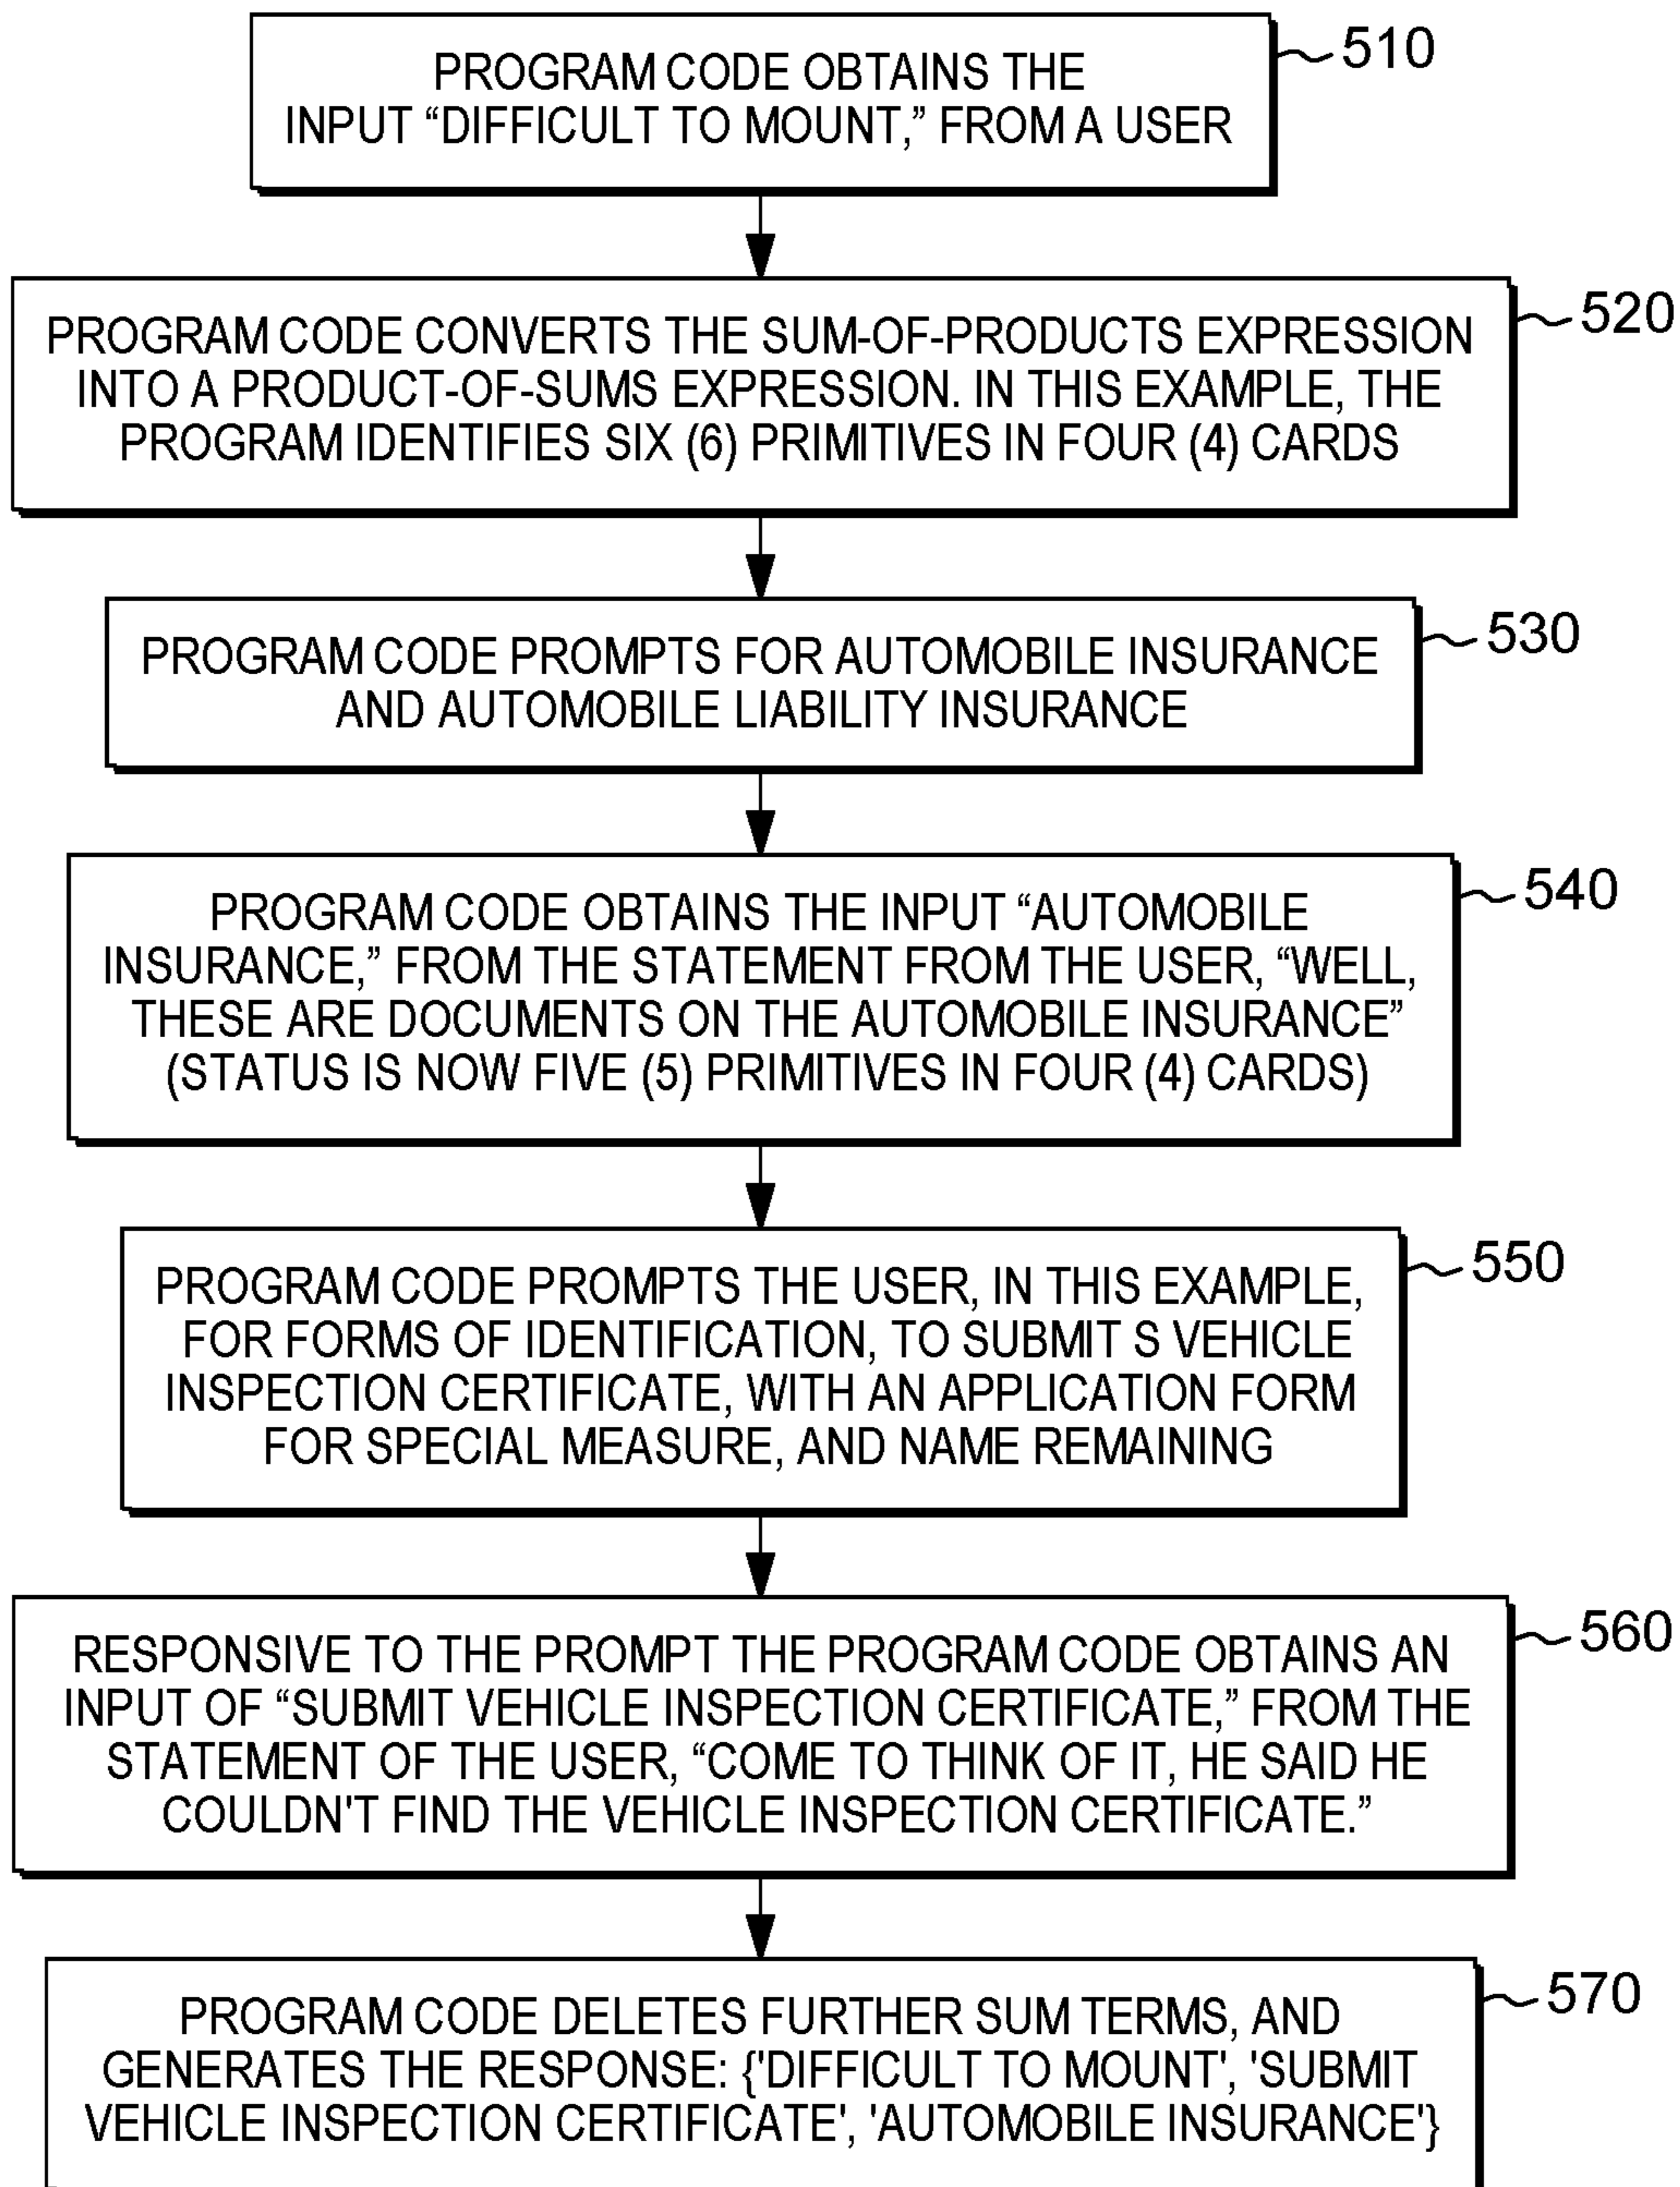 PROGRAM CODE OBTAINS THE
INPUT “DIFFICULT TO MOUNT,” FROM A USER
510
PROGRAM CODE CONVERTS THE SUM-OF-PRODUCTS EXPRESSION
INTO A PRODUCT-OF-SUMS EXPRESSION. IN THIS EXAMPLE, THE
PROGRAM IDENTIFIES SIX (6) PRIMITIVES IN FOUR (4) CARDS
520
PROGRAM CODE PROMPTS FOR AUTOMOBILE INSURANCE
AND AUTOMOBILE LIABILITY INSURANCE
530
PROGRAM CODE OBTAINS THE INPUT “AUTOMOBILE
INSURANCE,” FROM THE STATEMENT FROM THE USER, “WELL,
THESE ARE DOCUMENTS ON THE AUTOMOBILE INSURANCE”
(STATUS IS NOW FIVE (5) PRIMITIVES IN FOUR (4) CARDS)
540
PROGRAM CODE PROMPTS THE USER, IN THIS EXAMPLE,
FOR FORMS OF IDENTIFICATION, TO SUBMIT S VEHICLE
INSPECTION CERTIFICATE, WITH AN APPLICATION FORM
FOR SPECIAL MEASURE, AND NAME REMAINING
550
RESPONSIVE TO THE PROMPT THE PROGRAM CODE OBTAINS AN
INPUT OF “SUBMIT VEHICLE INSPECTION CERTIFICATE,” FROM THE
STATEMENT OF THE USER, “COME TO THINK OF IT, HE SAID HE
COULDN'T FIND THE VEHICLE INSPECTION CERTIFICATE.”
560
PROGRAM CODE DELETES FURTHER SUM TERMS, AND
GENERATES THE RESPONSE: {'DIFFICULT TO MOUNT', 'SUBMIT
VEHICLE INSPECTION CERTIFICATE', 'AUTOMOBILE INSURANCE'}
570